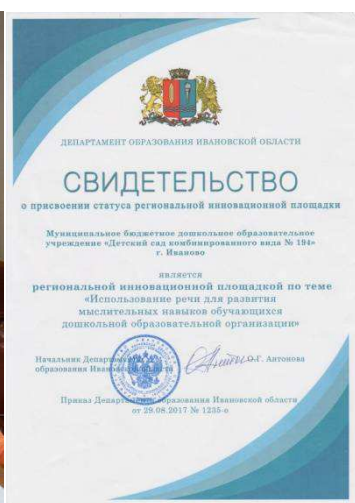 ДЕПАРТАМЕНТ ОБРАЗОВАНИЯ ИВАНОВСКОЙ ОБЛАСТИ
СВИДЕТЕЛЬСТВО
о присвоении статуса региональной инновационной площадки
Муниципальное бюджетное дошкольное образовательное
учреждение «Детский сад комбинированного вида № 194»
г. Иваново
является
региональной инновационной площадкой по теме
«Использование речи для развития
мыслительных навыков обучающихся
дошкольной образовательной организации»
Начальник Департамента О.Г. Антонова
образования Ивановской области
Приказ Департамента образования Ивановской области
от 29.08.2017 № 1235-о